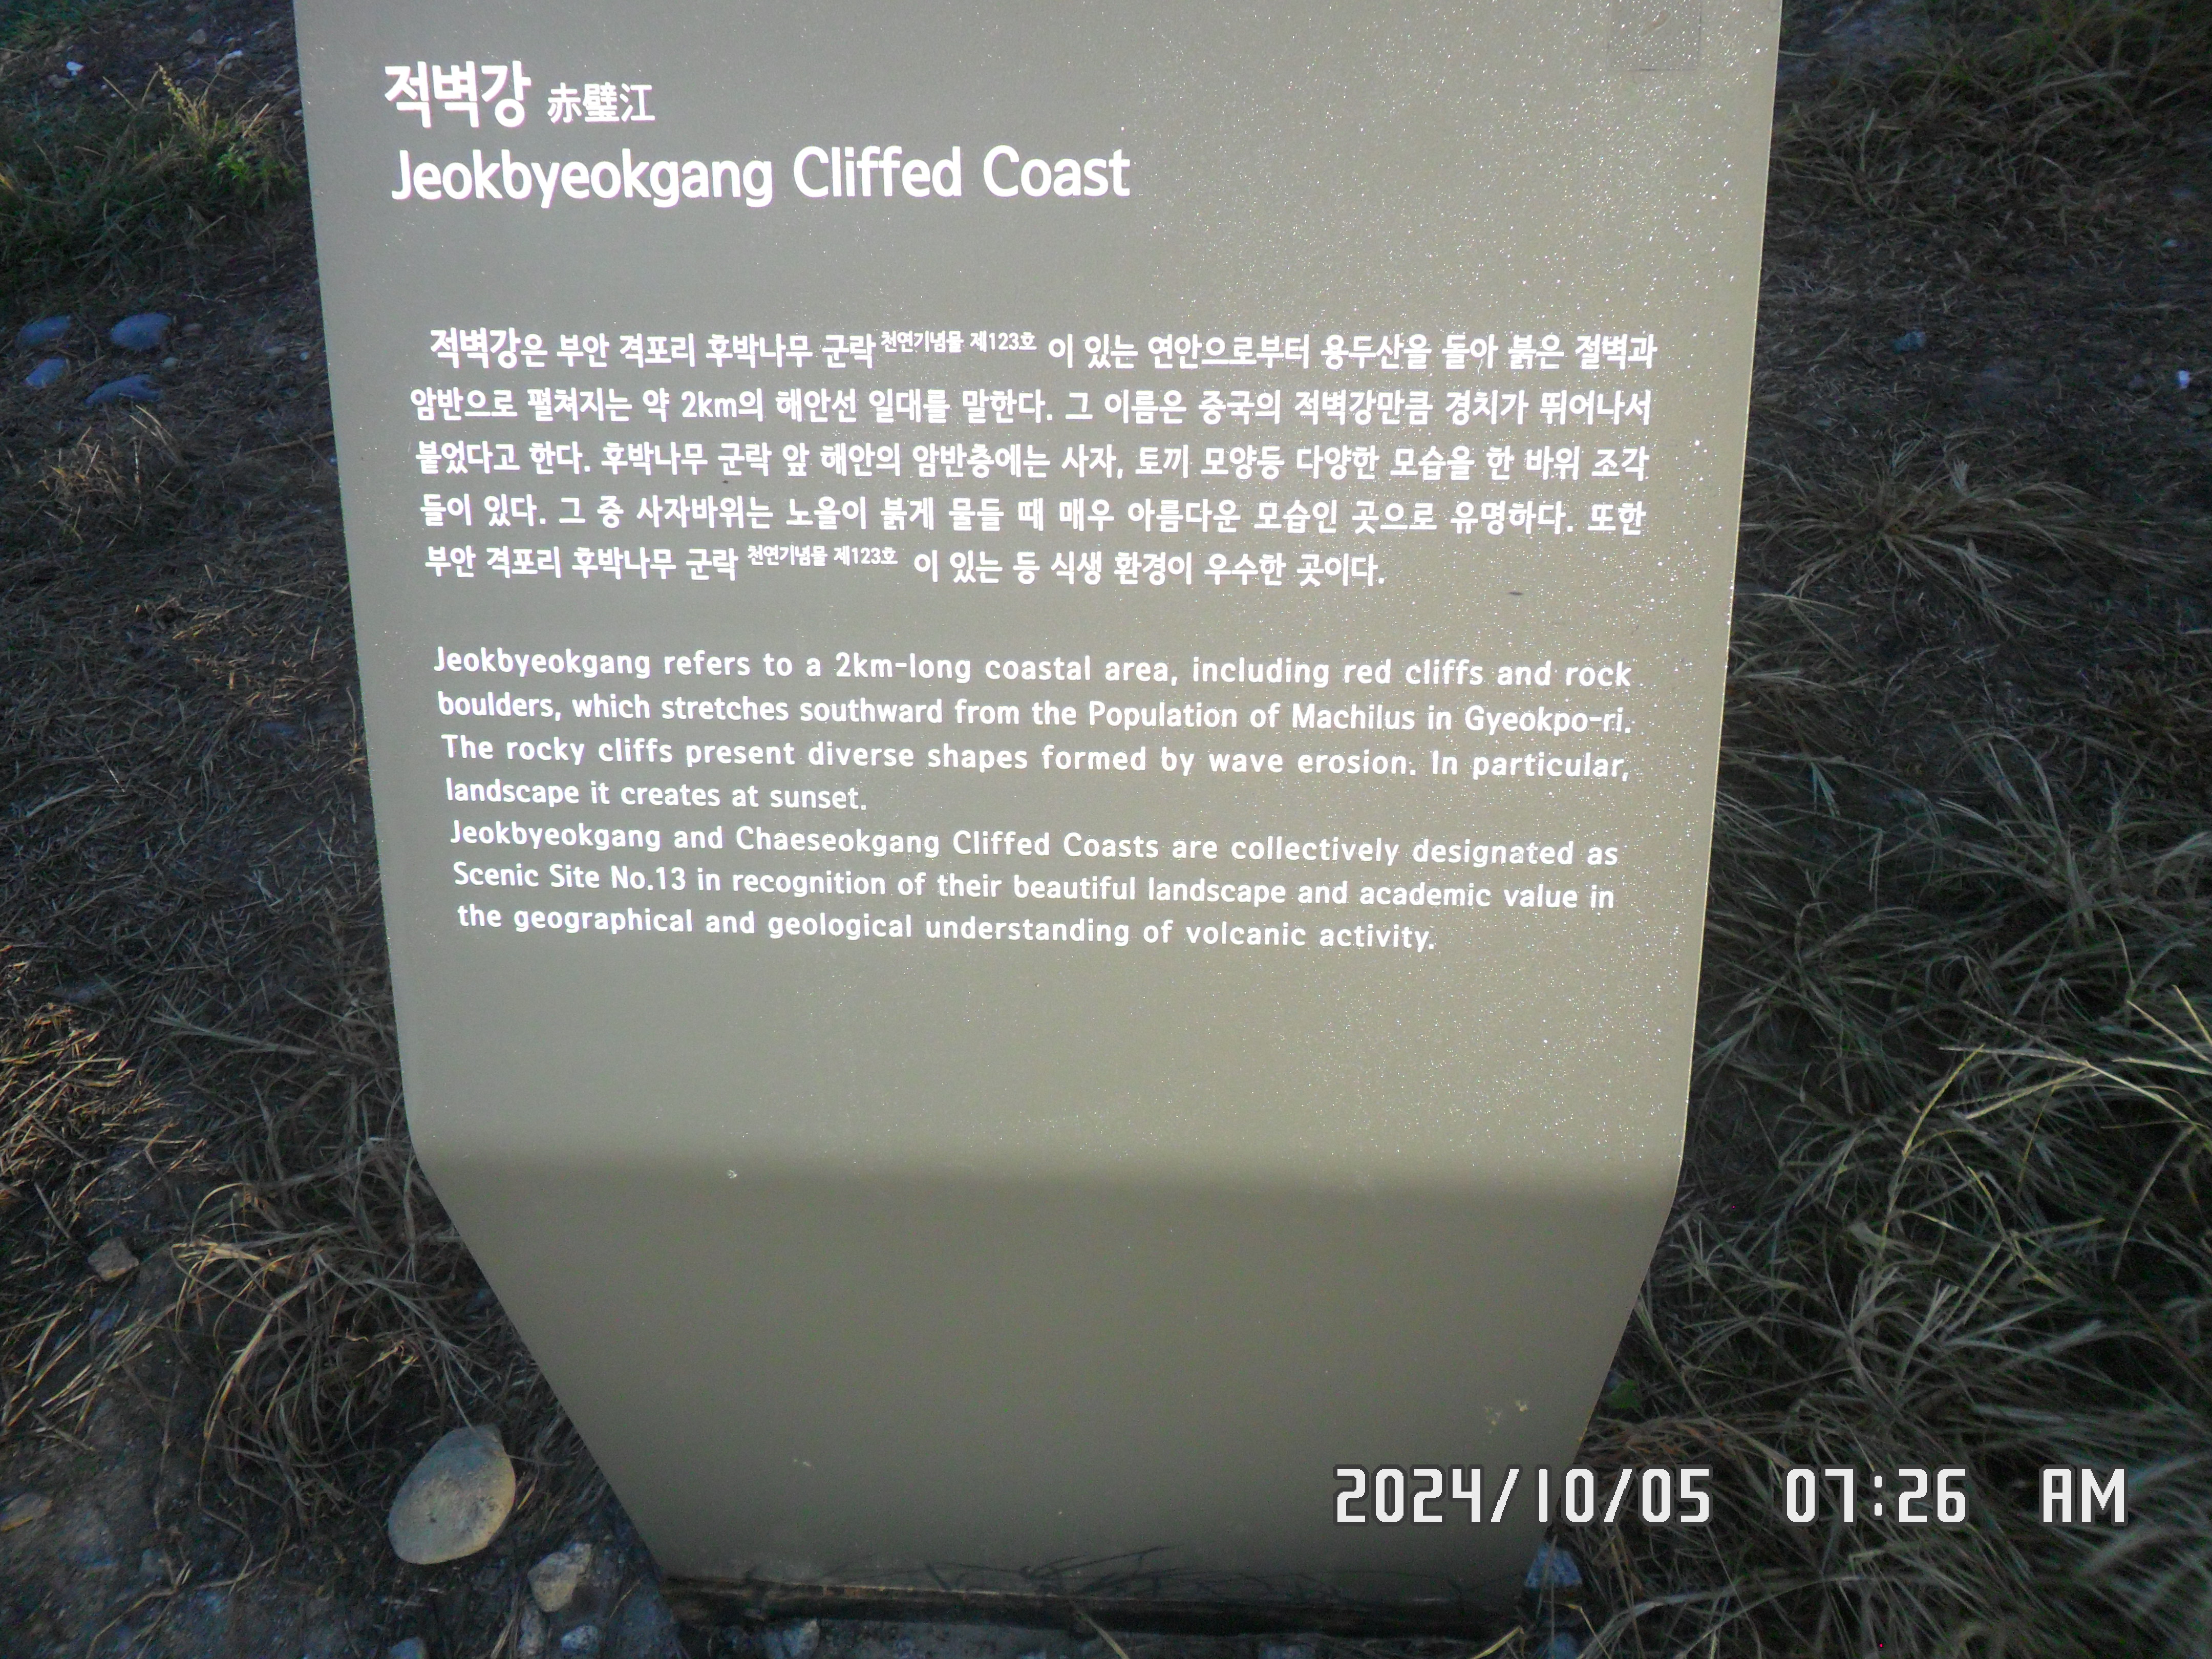 적벽강 赤壁江
Jeokbyeokgang Cliffed Coast
적벽강은 부안 격포리 후박나무 군락 천연기념물 제123호 이 있는 연안으로부터 용두산을 돌아 붉은 절벽과
암반으로 펼쳐지는 약 2km의 해안선 일대를 말한다. 그 이름은 중국의 적벽강만큼 경치가 뛰어나서
붙었다고 한다. 후박나무 군락 앞 해안의 암반층에는 사자, 토끼 모양등 다양한 모습을 한 바위 조각
들이 있다. 그 중 사자바위는 노을이 붉게 물들 때 매우 아름다운 모습인 곳으로 유명하다. 또한
부안 격포리 후박나무 군락 천연기념물 제123호 이 있는 등 식생 환경이 우수한 곳이다.
Jeokbyeokgang refers to a 2km-long coastal area, including red cliffs and rock
boulders, which stretches southward from the Population of Machilus in Gyeokpo-ri.
The rocky cliffs present diverse shapes formed by wave erosion. In particular,
landscape it creates at sunset.
Jeokbyeokgang and Chaeseokgang Cliffed Coasts are collectively designated as
Scenic Site No.13 in recognition of their beautiful landscape and academic value in
the geographical and geological understanding of volcanic activity.
2024/10/05 07:26 AM